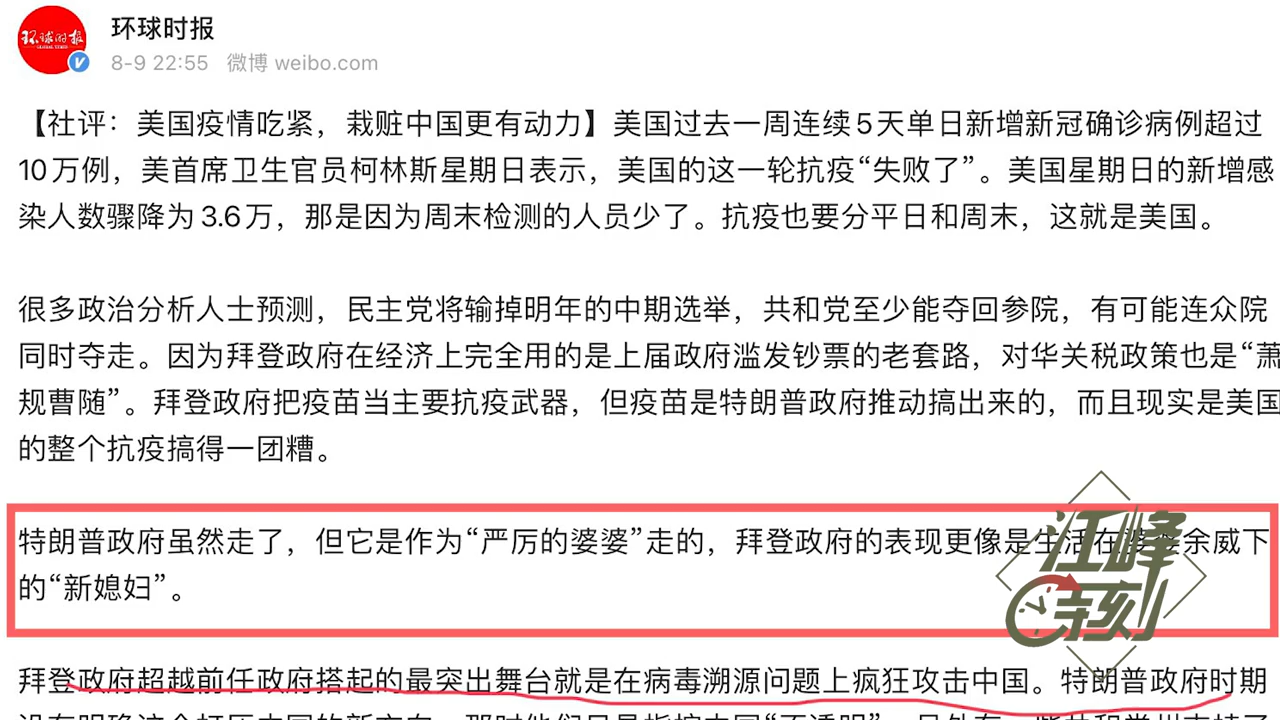 环球时报
环球时报
GLOBAL TIMES
8-9 22:55 微博 weibo.com
【社评：美国疫情吃紧，栽赃中国更有动力】美国过去一周连续5天单日新增新冠确诊病例超过
10万例，美首席卫生官员柯林斯星期日表示，美国的这一轮抗疫“失败了”。美国星期日的新增感
染人数骤降为3.6万，那是因为周末检测的人员少了。抗疫也要分平日和周末，这就是美国。
很多政治分析人士预测，民主党将输掉明年的中期选举，共和党至少能夺回参院，有可能连众院
同时夺走。因为拜登政府在经济上完全用的是上届政府滥发钞票的老套路，对华关税政策也是“萧
规曹随”。拜登政府把疫苗当主要抗疫武器，但疫苗是特朗普政府推动搞出来的，而且现实是美国
的整个抗疫搞得一团糟。
特朗普政府虽然走了，但它是作为“严厉的婆婆”走的，拜登政府的表现更像是生活在婆婆余威下
的“新媳妇”。
江峰
时刻
拜登政府超越前任政府搭起的最突出舞台就是在病毒溯源问题上疯狂攻击中国。特朗普政府时期